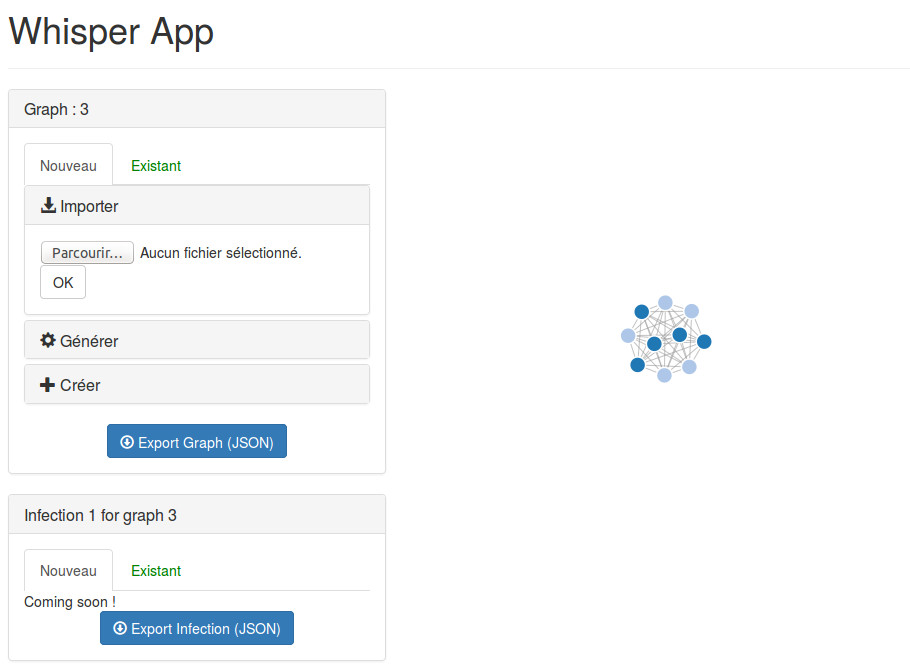 Whisper App
Graph : 3
Nouveau Existant
Importer
Parcourir... Aucun fichier sélectionné.
OK
Générer
Créer
Export Graph (JSON)
Infection 1 for graph 3
Nouveau Existant
Coming soon !
Export Infection (JSON)